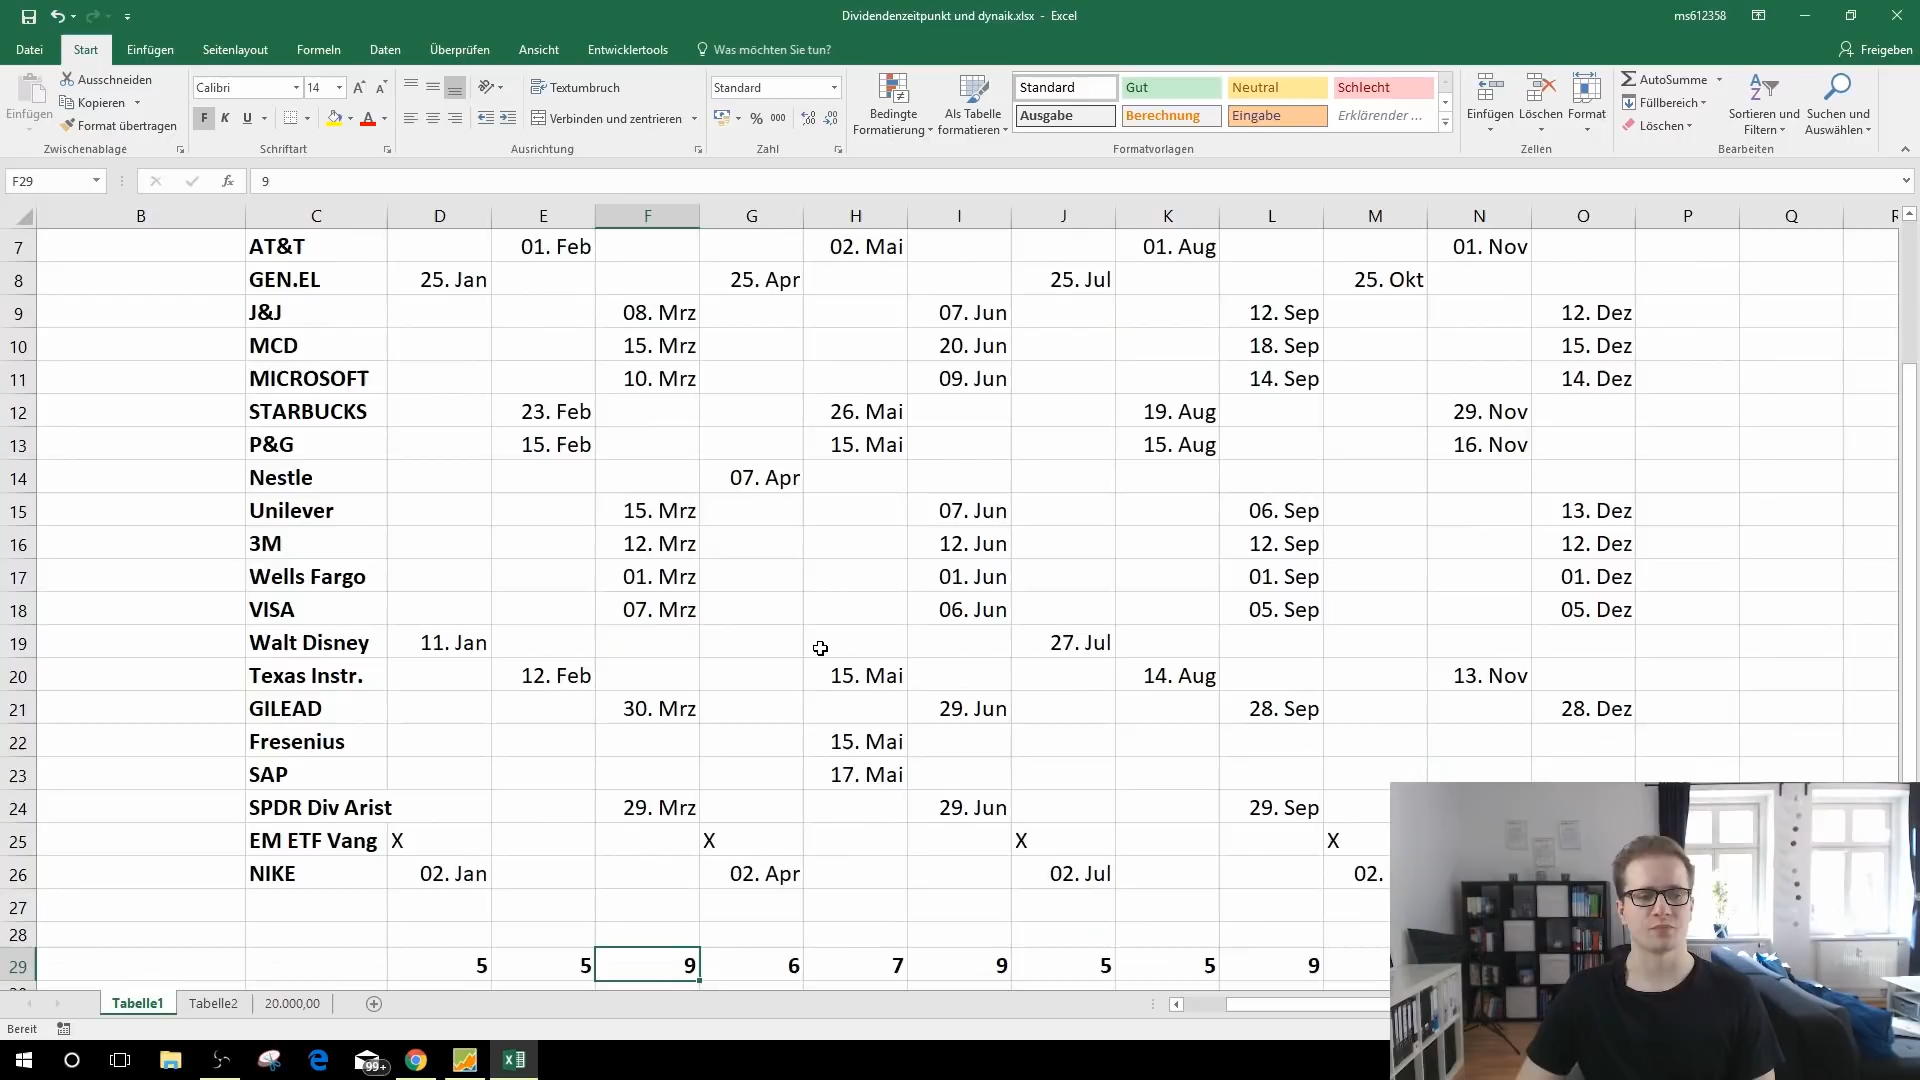 Dividendenzeitpunkt und dynaik.xlsx - Excel
ms612358
Datei Start Einfügen Seitenlayout Formeln Daten Überprüfen Ansicht Entwicklertools Was möchten Sie tun? Freigeben
Einfügen
Ausschneiden
Kopieren
Format übertragen
Zwischenablage
Calibri 14
F K U
Schriftart
Textumbruch
Verbinden und zentrieren
Ausrichtung
Standard
% 000
Zahl
Bedingte Formatierung
Als Tabelle formatieren
Standard Gut Neutral Schlecht
Ausgabe Berechnung Eingabe Erklärender ...
Formatvorlagen
Einfügen Löschen Format
Zellen
AutoSumme
Füllbereich
Löschen
Sortieren und Filtern
Suchen und Auswählen
Bearbeiten
F29 fx 9
B C D E F G H I J K L M N O P Q R
7 AT&T 01. Feb 02. Mai 01. Aug 01. Nov
8 GEN.EL 25. Jan 25. Apr 25. Jul 25. Okt
9 J&J 08. Mrz 07. Jun 12. Sep 12. Dez
10 MCD 15. Mrz 20. Jun 18. Sep 15. Dez
11 MICROSOFT 10. Mrz 09. Jun 14. Sep 14. Dez
12 STARBUCKS 23. Feb 26. Mai 19. Aug 29. Nov
13 P&G 15. Feb 15. Mai 15. Aug 16. Nov
14 Nestle 07. Apr
15 Unilever 15. Mrz 07. Jun 06. Sep 13. Dez
16 3M 12. Mrz 12. Jun 12. Sep 12. Dez
17 Wells Fargo 01. Mrz 01. Jun 01. Sep 01. Dez
18 VISA 07. Mrz 06. Jun 05. Sep 05. Dez
19 Walt Disney 11. Jan 27. Jul
20 Texas Instr. 12. Feb 15. Mai 14. Aug 13. Nov
21 GILEAD 30. Mrz 29. Jun 28. Sep 28. Dez
22 Fresenius 15. Mai
23 SAP 17. Mai
24 SPDR Div Arist 29. Mrz 29. Jun 29. Sep
25 EM ETF Vang X X X X
26 NIKE 02. Jan 02. Apr 02. Jul 02.
27
28
29 5 5 9 6 7 9 5 5 9
Tabelle1 Tabelle2 20.000,00
Bereit
99+